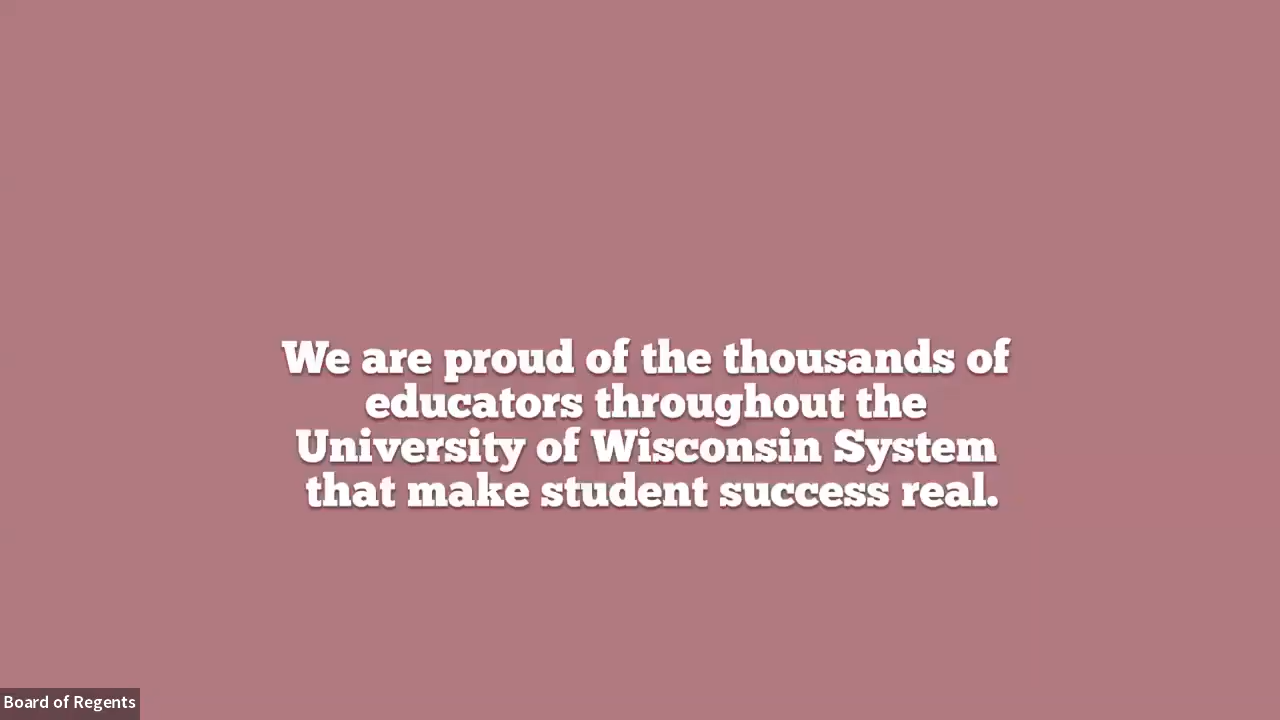 We are proud of the thousands of
educators throughout the
University of Wisconsin System
that make student success real.
Board of Regents